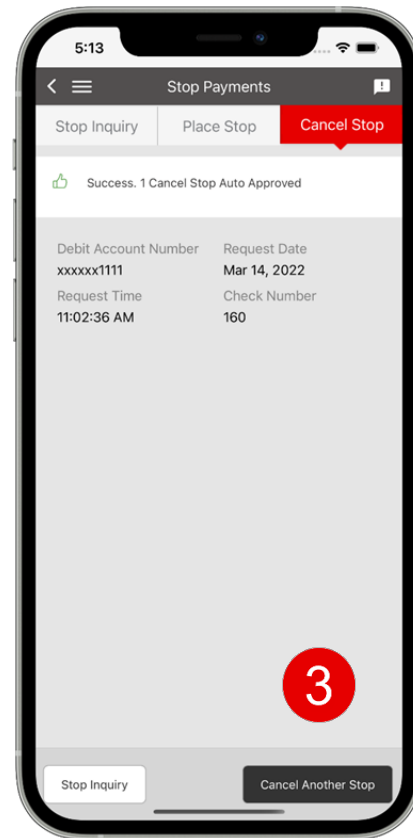 5:13
Stop Payments
Stop Inquiry Place Stop Cancel Stop
Success. 1 Cancel Stop Auto Approved
Debit Account Number Request Date
xxxxxx1111 Mar 14, 2022
Request Time Check Number
11:02:36 AM 160
3
Stop Inquiry Cancel Another Stop